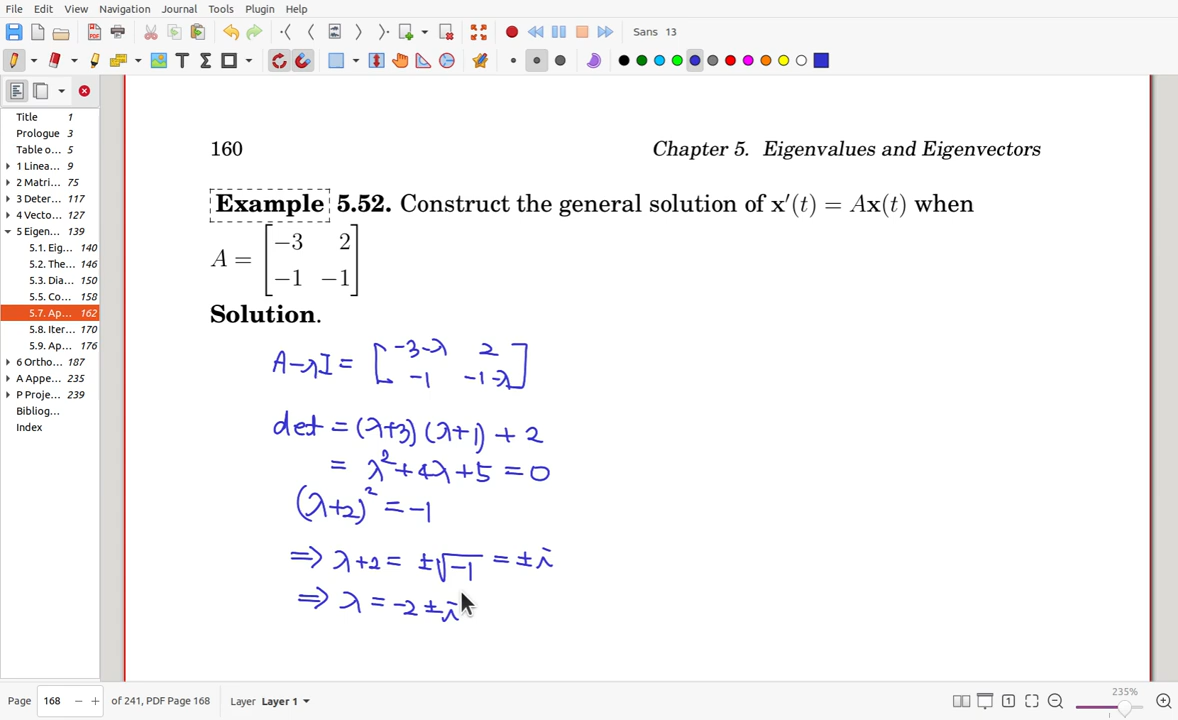 File Edit View Navigation Journal Tools Plugin Help
Sans 13
Title 1
Prologue 3
Table o... 5
1 Linea... 9
2 Matri... 75
3 Deter... 117
4 Vecto... 127
5 Eigen... 139
5.1. Eig... 140
5.2. The... 146
5.3. Dia... 150
5.5. Co... 158
5.7. Ap... 162
5.8. Iter... 170
5.9. Ap... 176
6 Ortho... 187
A Appe... 235
P Proje... 239
Bibliog...
Index
160 Chapter 5. Eigenvalues and Eigenvectors
Example 5.52. Construct the general solution of x′(t) = Ax(t) when
A = [−3 2
−1 −1]
Solution.
A−λI = [−3−λ 2
−1 −1−λ]
det = (λ+3)(λ+1) + 2
= λ² + 4λ + 5 = 0
(λ+2)² = −1
⟹ λ+2 = ±√−1 = ±i
⟹ λ = −2 ± i
Page 168 − + of 241, PDF Page 168 Layer Layer 1 235%